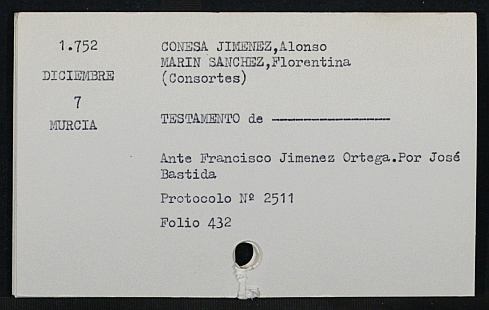 1.752
DICIEMBRE
7
MURCIA
CONESA JIMENEZ,Alonso
MARIN SANCHEZ,Florentina
(Consortes)
TESTAMENTO de ----------------
Ante Francisco Jimenez Ortega.Por José
Bastida
Protocolo Nº 2511
Folio 432